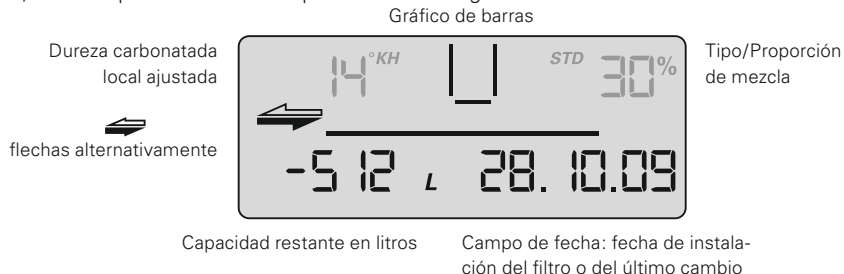 Gráfico de barras
Dureza carbonatada
local ajustada
14 °KH
STD
30%
Tipo/Proporción
de mezcla
flechas alternativamente
-512 L 28.10.09
Capacidad restante en litros
Campo de fecha: fecha de instala-
ción del filtro o del último cambio